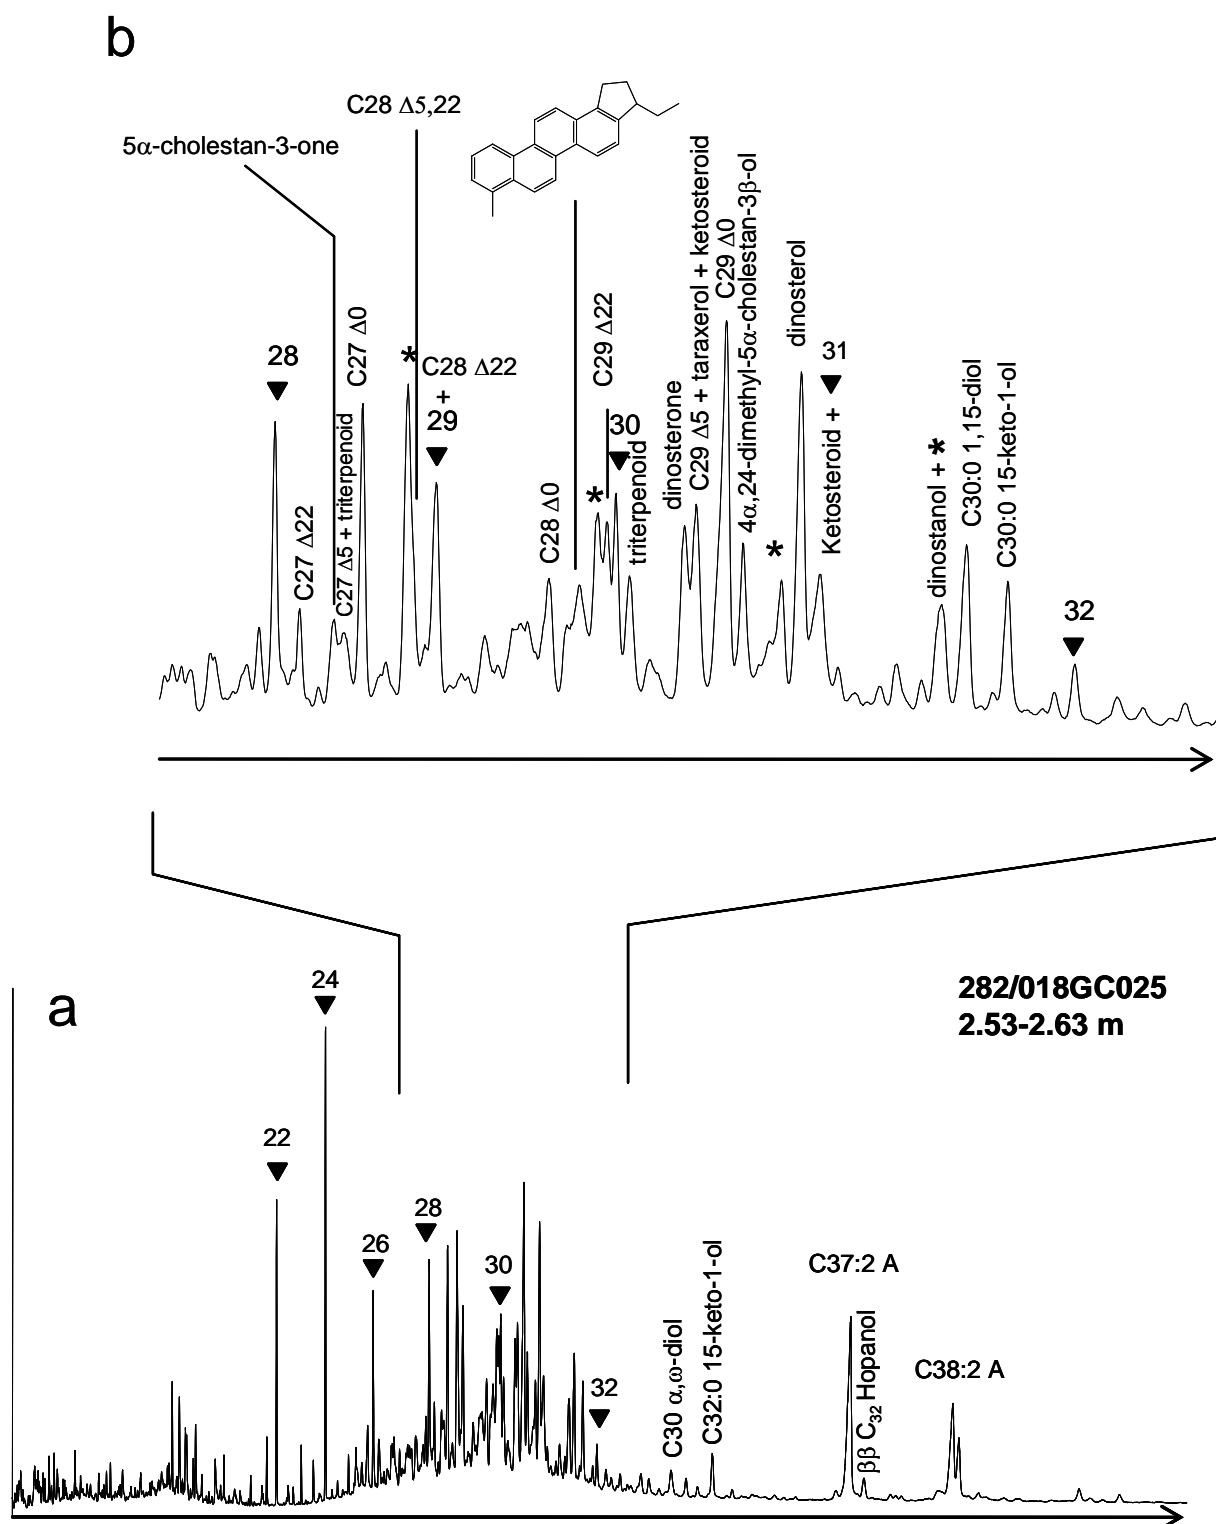 b
C28 Δ5,22
5α-cholestan-3-one
28
C27 Δ22
C27 Δ5 + triterpenoid
C27 Δ0
*
C28 Δ22
+
29
C28 Δ0
*
C29 Δ22
30
triterpenoid
dinosterone
C29 Δ5 + taraxerol + ketosteroid
C29 Δ0
4α,24-dimethyl-5α-cholestan-3β-ol
*
dinosterol
31
Ketosteroid +
dinostanol + *
C30:0 1,15-diol
C30:0 15-keto-1-ol
32
a
282/018GC025
2.53-2.63 m
22
24
26
28
30
32
C30 α,ω-diol
C32:0 15-keto-1-ol
C37:2 A
ββ C32 Hopanol
C38:2 A